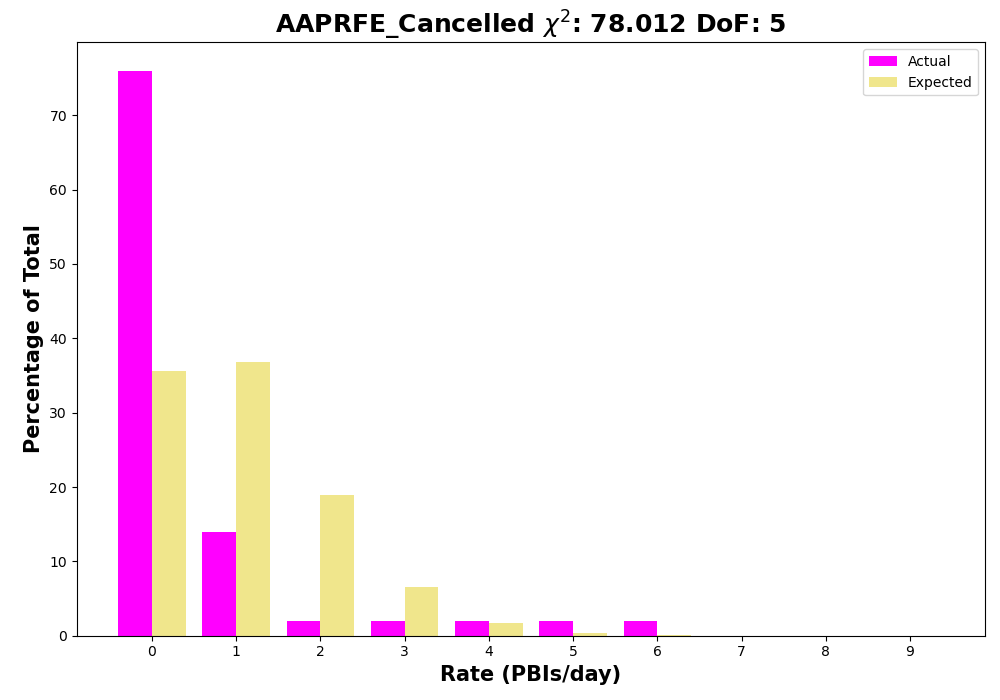 AAPRFE_Cancelled χ²: 78.012 DoF: 5
Actual
Expected
Percentage of Total
70
60
50
40
30
20
10
0
0 1 2 3 4 5 6 7 8 9
Rate (PBIs/day)